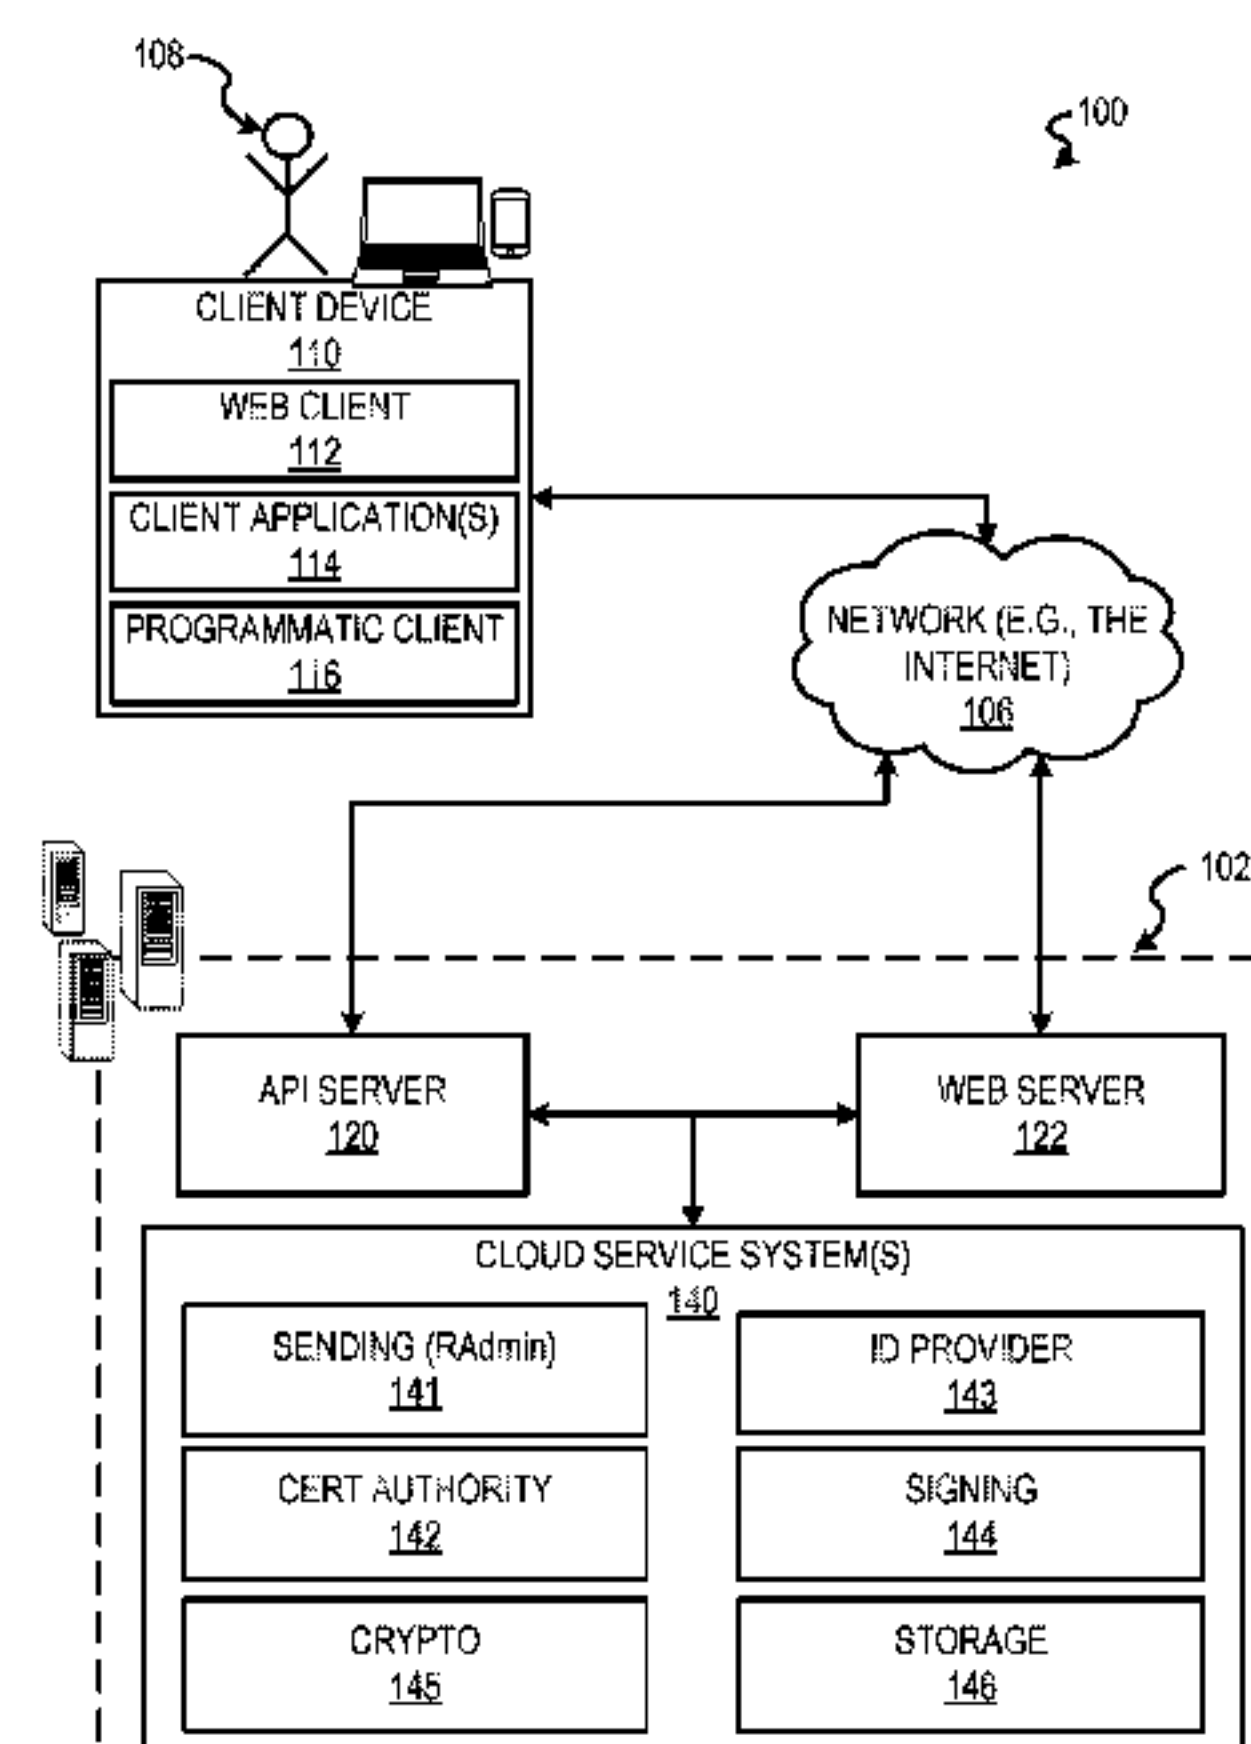 108
100
CLIENT DEVICE
110
WEB CLIENT
112
CLIENT APPLICATION(S)
114
PROGRAMMATIC CLIENT
116
NETWORK (E.G., THE
INTERNET)
106
102
API SERVER
120
WEB SERVER
122
CLOUD SERVICE SYSTEM(S)
140
SENDING (RAdmin)
141
ID PROVIDER
143
CERT AUTHORITY
142
SIGNING
144
CRYPTO
145
STORAGE
146